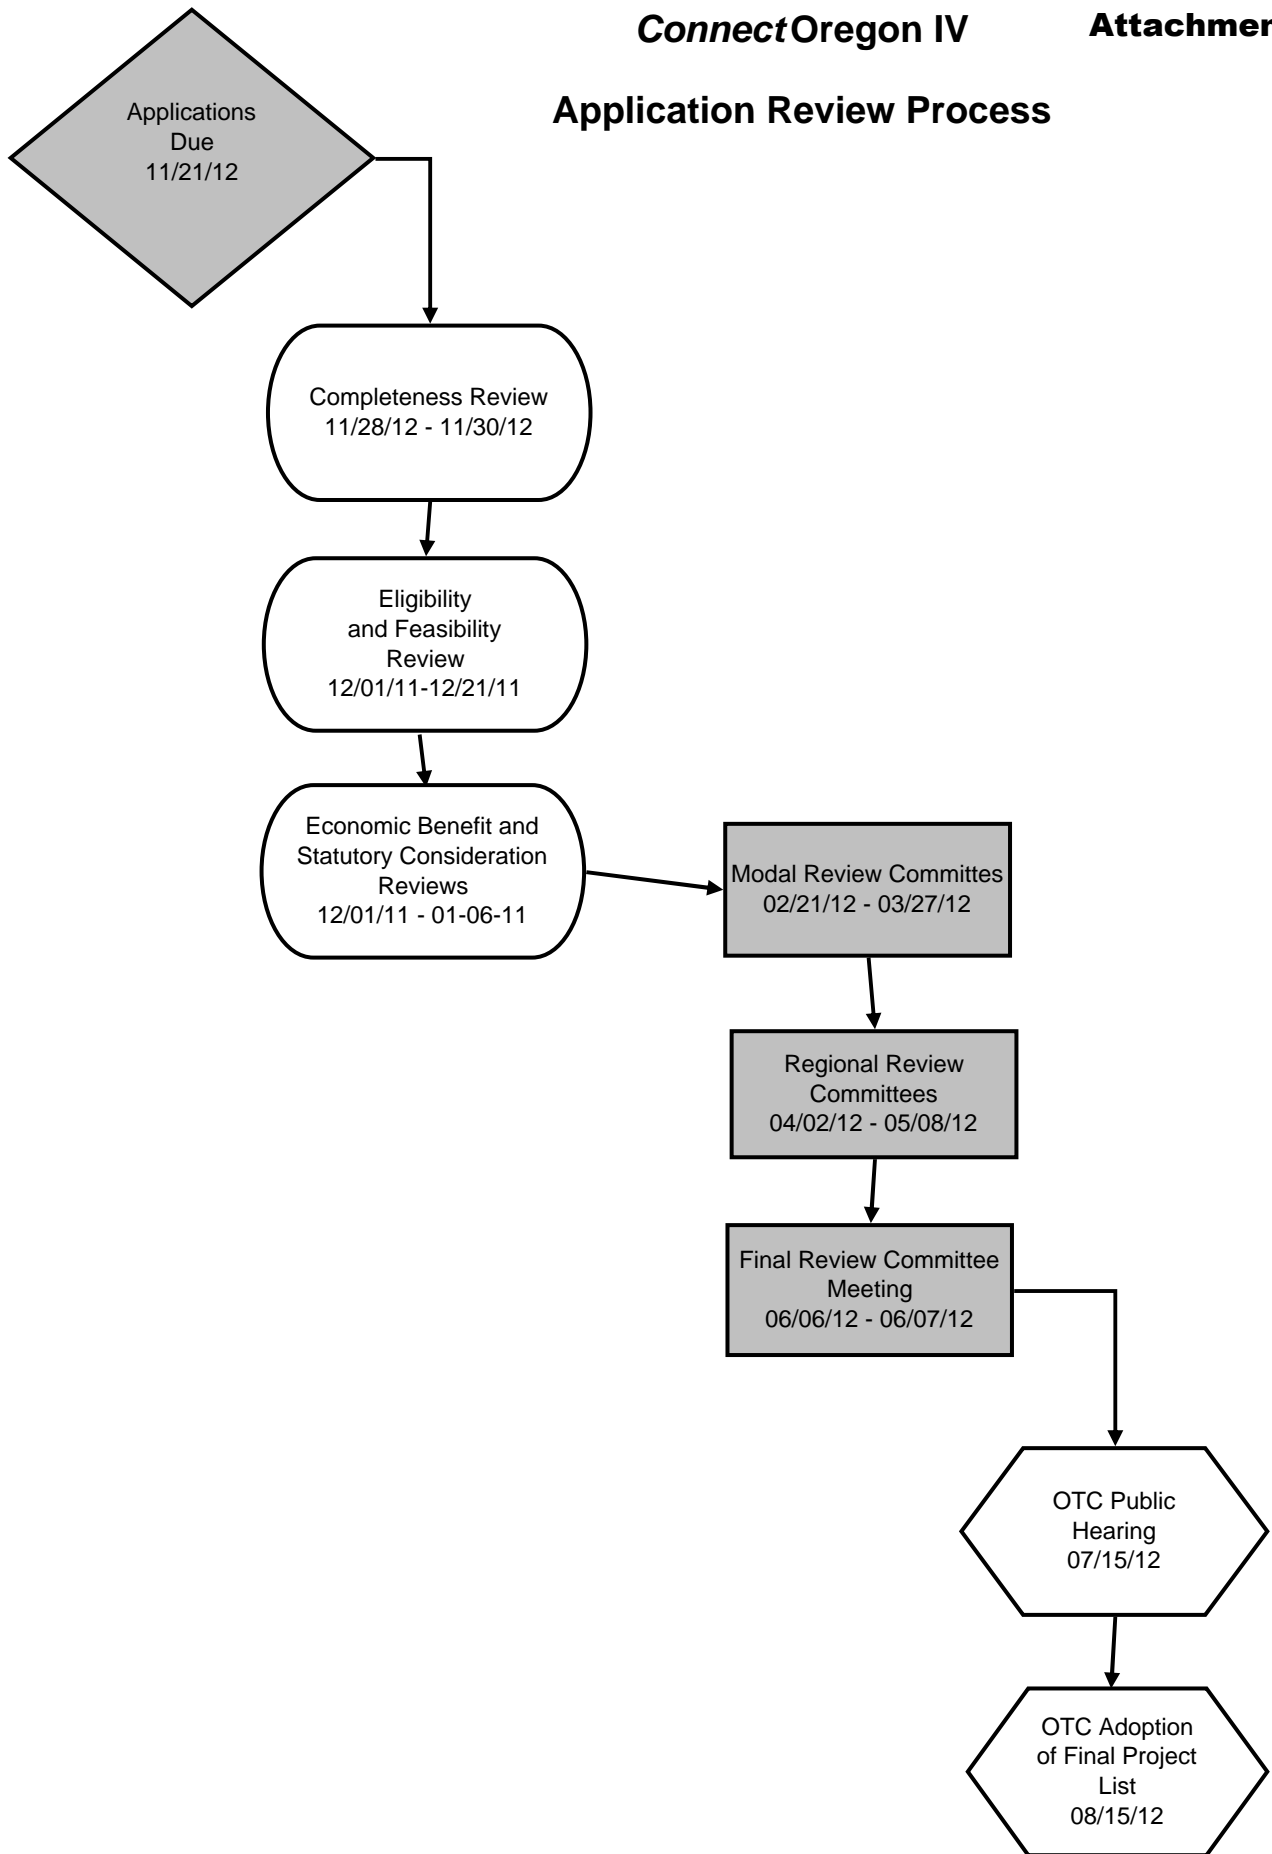 Connect Oregon IV
Application Review Process
Applications
Due
11/21/12
Completeness Review
11/28/12 - 11/30/12
Eligibility
and Feasibility
Review
12/01/11-12/21/11
Economic Benefit and
Statutory Consideration
Reviews
12/01/11 - 01-06-11
Modal Review Committes
02/21/12 - 03/27/12
Regional Review
Committees
04/02/12 - 05/08/12
Final Review Committee
Meeting
06/06/12 - 06/07/12
OTC Public
Hearing
07/15/12
OTC Adoption
of Final Project
List
08/15/12